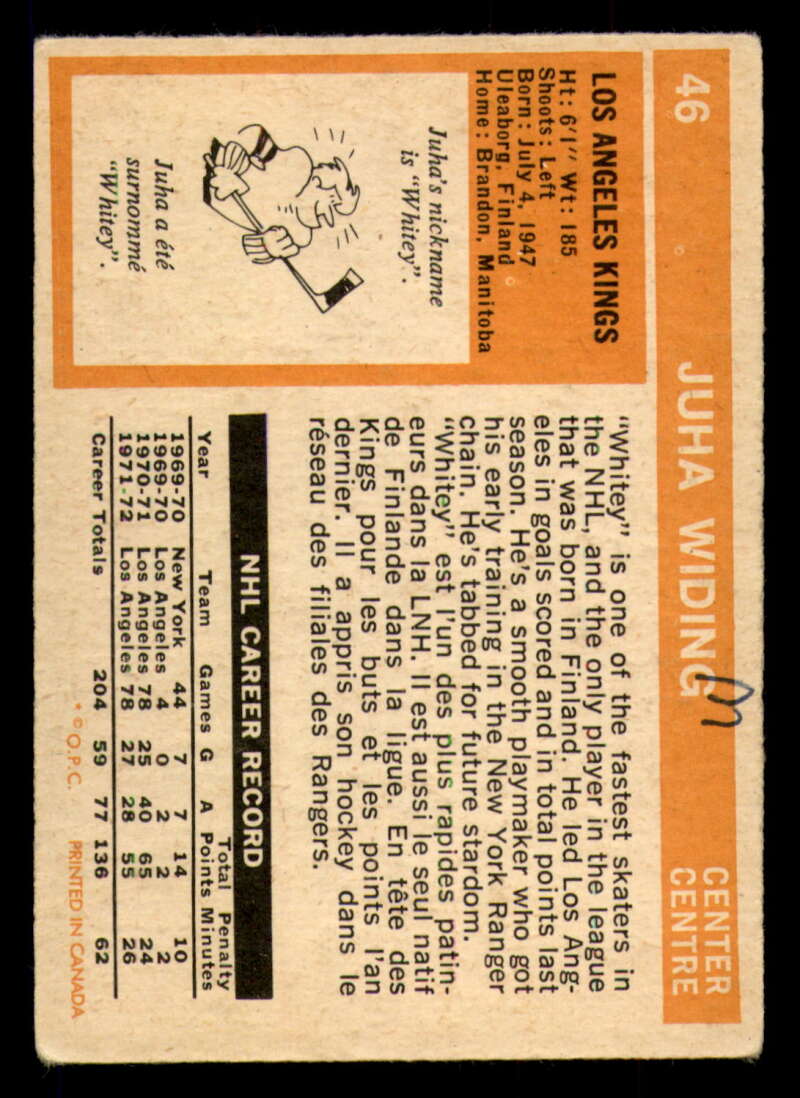 46 JUHA WIDING CENTER
CENTRE
LOS ANGELES KINGS
Ht: 6'1" Wt: 185
Shoots: Left
Born: July 4, 1947
Uleaborg, Finland
Home: Brandon, Manitoba
Juha's nickname
is "Whitey".
Juha a été
surnommé
"Whitey".
"Whitey" is one of the fastest skaters in
the NHL, and the only player in the league
that was born in Finland. He led Los Ang-
eles in goals scored and in total points last
season. He's a smooth playmaker who got
his early training in the New York Ranger
chain. He's tabbed for future stardom.
"Whitey" est l'un des plus rapides patin-
eurs dans la LNH. Il est aussi le seul natif
de Finlande dans la ligue. En tête des
Kings pour les buts et les points l'an
dernier. Il a appris son hockey dans le
réseau des filiales des Rangers.
NHL CAREER RECORD
Total Penalty
Year Team Games G A Points Minutes
1969-70 New York 44 7 7 14 10
1969-70 Los Angeles 4 0 2 2 2
1970-71 Los Angeles 78 25 40 65 24
1971-72 Los Angeles 78 27 28 55 26
Career Totals 204 59 77 136 62
* © O.P.C. PRINTED IN CANADA